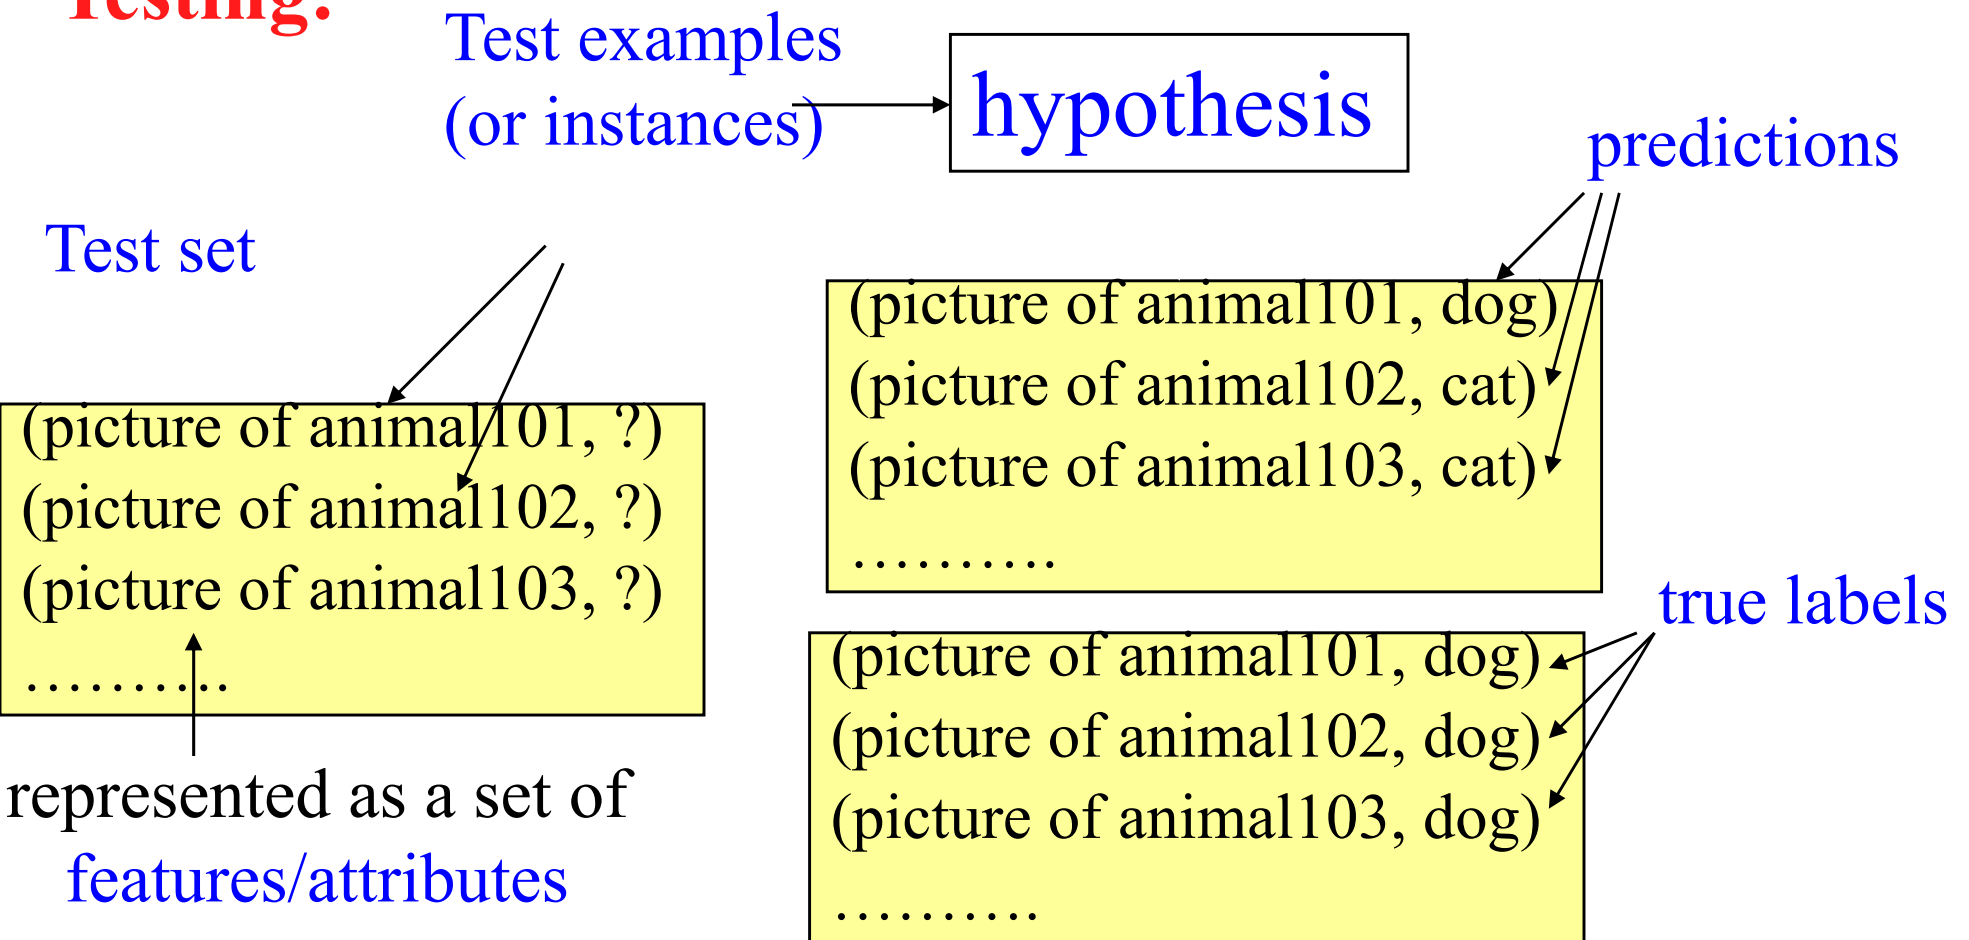 Testing:
Test examples
(or instances)
hypothesis
predictions
Test set
(picture of animal101, ?)
(picture of animal102, ?)
(picture of animal103, ?)
……….
represented as a set of
features/attributes
(picture of animal101, dog)
(picture of animal102, cat)
(picture of animal103, cat)
……….
true labels
(picture of animal101, dog)
(picture of animal102, dog)
(picture of animal103, dog)
……….